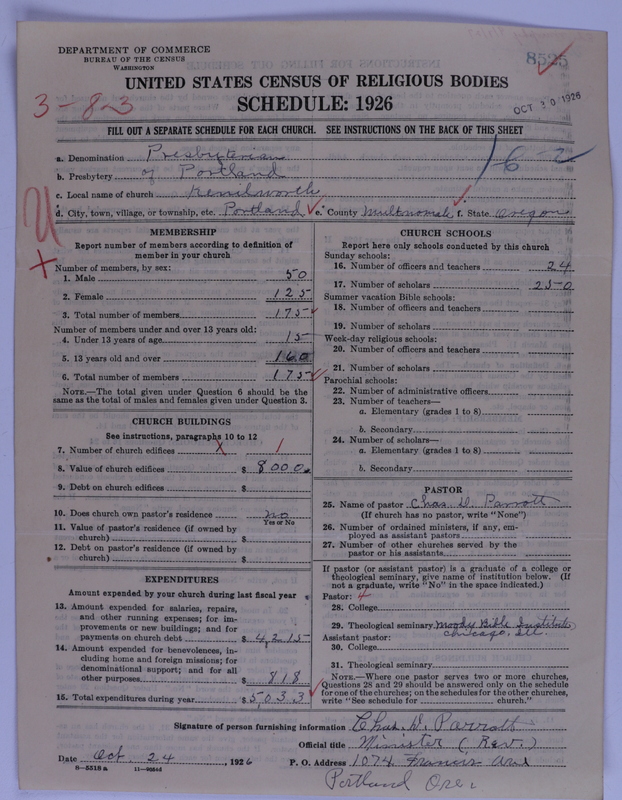 DEPARTMENT OF COMMERCE
BUREAU OF THE CENSUS
WASHINGTON
8525
UNITED STATES CENSUS OF RELIGIOUS BODIES
3-83
SCHEDULE: 1926
OCT 30 1926
FILL OUT A SEPARATE SCHEDULE FOR EACH CHURCH. SEE INSTRUCTIONS ON THE BACK OF THIS SHEET
a. Denomination Presbyterian
b. Presbytery of Portland
c. Local name of church Kenilworth
d. City, town, village, or township, etc. Portland e. County Multnomah f. State Oregon
MEMBERSHIP
Report number of members according to definition of
member in your church
Number of members, by sex:
1. Male 50
2. Female 125
3. Total number of members 175
Number of members under and over 13 years old:
4. Under 13 years of age 15
5. 13 years old and over 160
6. Total number of members 175
NOTE.—The total given under Question 6 should be
same as the total of males and females given under Question 3.
CHURCH BUILDINGS
See instructions, paragraphs 10 to 12
7. Number of church edifices X 1
8. Value of church edifices $ 8000.
9. Debt on church edifices $
10. Does church own pastor's residence no
Yes or No
11. Value of pastor's residence (if owned by
church) $
12. Debt on pastor's residence (if owned by
church) $
EXPENDITURES
Amount expended by your church during last fiscal year
13. Amount expended for salaries, repairs,
and other running expenses; for im-
provements or new buildings; and for
payments on church debt $ 4215
14. Amount expended for benevolences, in-
cluding home and foreign missions; for
denominational support; and for all
other purposes $ 818
15. Total expenditures during year $ 5033
CHURCH SCHOOLS
Report here only schools conducted by this church
Sunday schools:
16. Number of officers and teachers 24
17. Number of scholars 250
Summer vacation Bible schools:
18. Number of officers and teachers
19. Number of scholars
Week-day religious schools:
20. Number of officers and teachers
21. Number of scholars
Parochial schools:
22. Number of administrative officers
23. Number of teachers—
a. Elementary (grades 1 to 8)
b. Secondary
24. Number of scholars—
a. Elementary (grades 1 to 8)
b. Secondary
PASTOR
25. Name of pastor Chas. D. Parrott
(If church has no pastor, write "None")
26. Number of ordained ministers, if any, em-
ployed as assistant pastors
27. Number of other churches served by the
pastor or his assistants
If pastor (or assistant pastor) is a graduate of a college or
theological seminary, give name of institution below. (If
not a graduate, write "No" in the space indicated.)
Pastor: 4
28. College
29. Theological seminary Moody Bible Institute
Chicago, Ill.
Assistant pastor:
30. College
31. Theological seminary
NOTE.—Where one pastor serves two or more churches,
Questions 28 and 29 should be answered only on the schedule
for one of the churches; on the schedules for the other churches,
write "See schedule for church."
Signature of person furnishing information Chas. D. Parrott
Official title Minister (Rev.)
Date Oct. 24, 1926 P. O. Address 1074 Francis Ave
Portland Ore.
8—5518 a